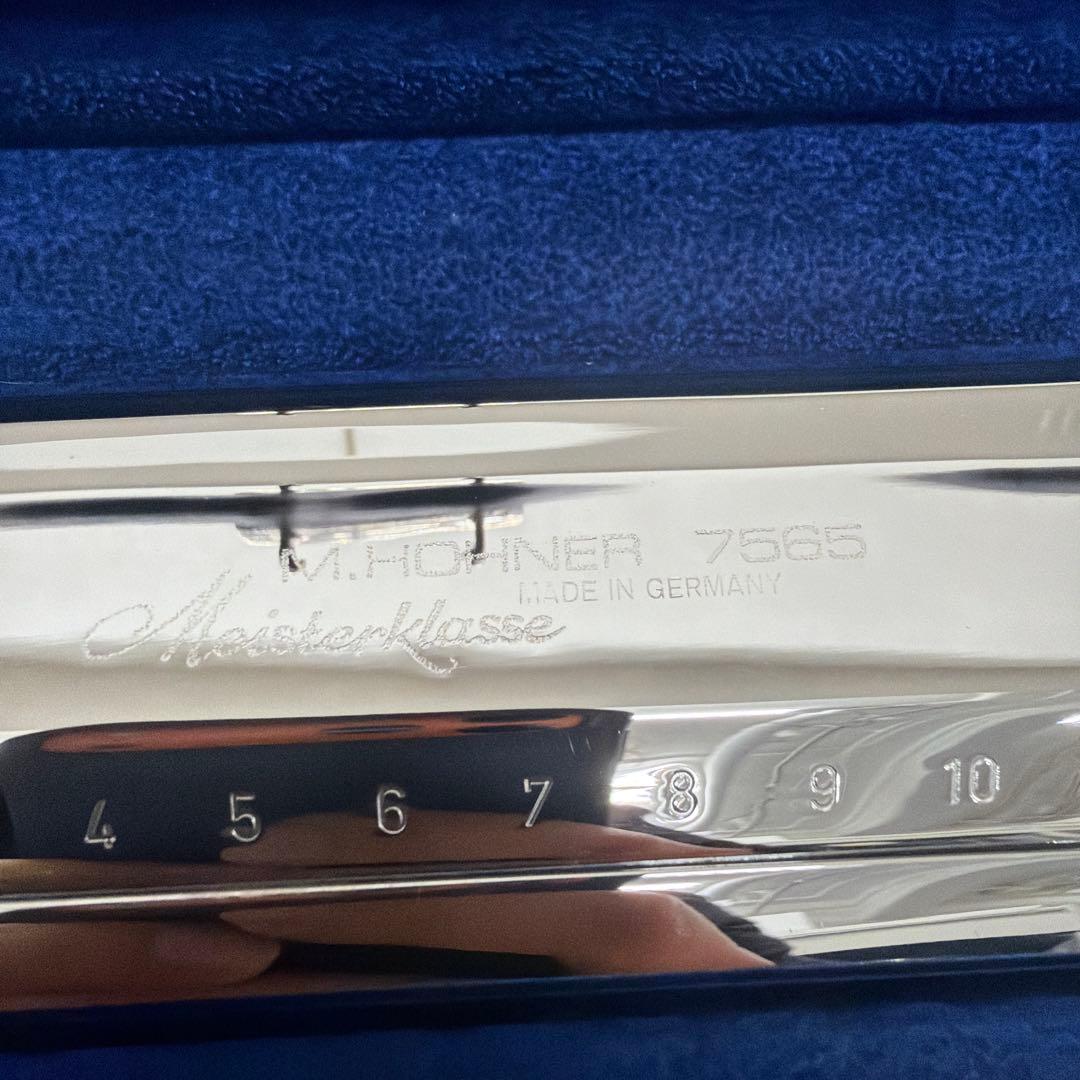 M.HOHNER 7565
MADE IN GERMANY
Meisterklasse
4 5 6 7 8 9 10